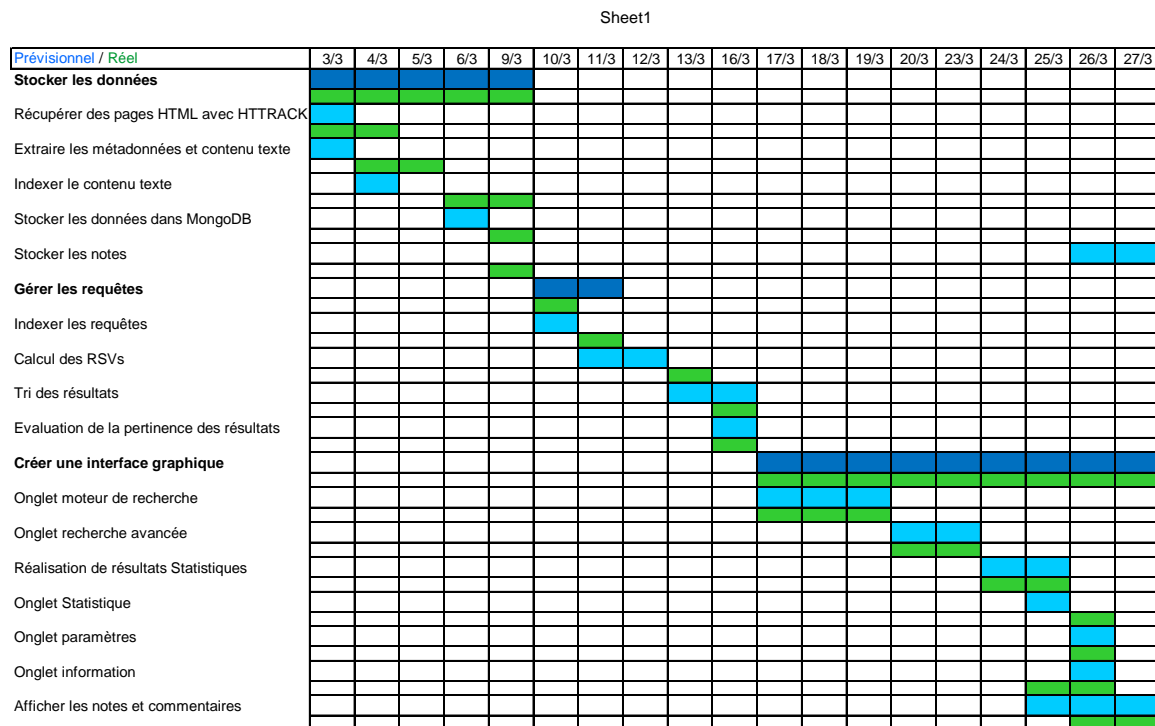 Sheet1
Prévisionnel / Réel 3/3 4/3 5/3 6/3 9/3 10/3 11/3 12/3 13/3 16/3 17/3 18/3 19/3 20/3 23/3 24/3 25/3 26/3 27/3
Stocker les données
Récupérer des pages HTML avec HTTRACK
Extraire les métadonnées et contenu texte
Indexer le contenu texte
Stocker les données dans MongoDB
Stocker les notes
Gérer les requêtes
Indexer les requêtes
Calcul des RSVs
Tri des résultats
Evaluation de la pertinence des résultats
Créer une interface graphique
Onglet moteur de recherche
Onglet recherche avancée
Réalisation de résultats Statistiques
Onglet Statistique
Onglet paramètres
Onglet information
Afficher les notes et commentaires